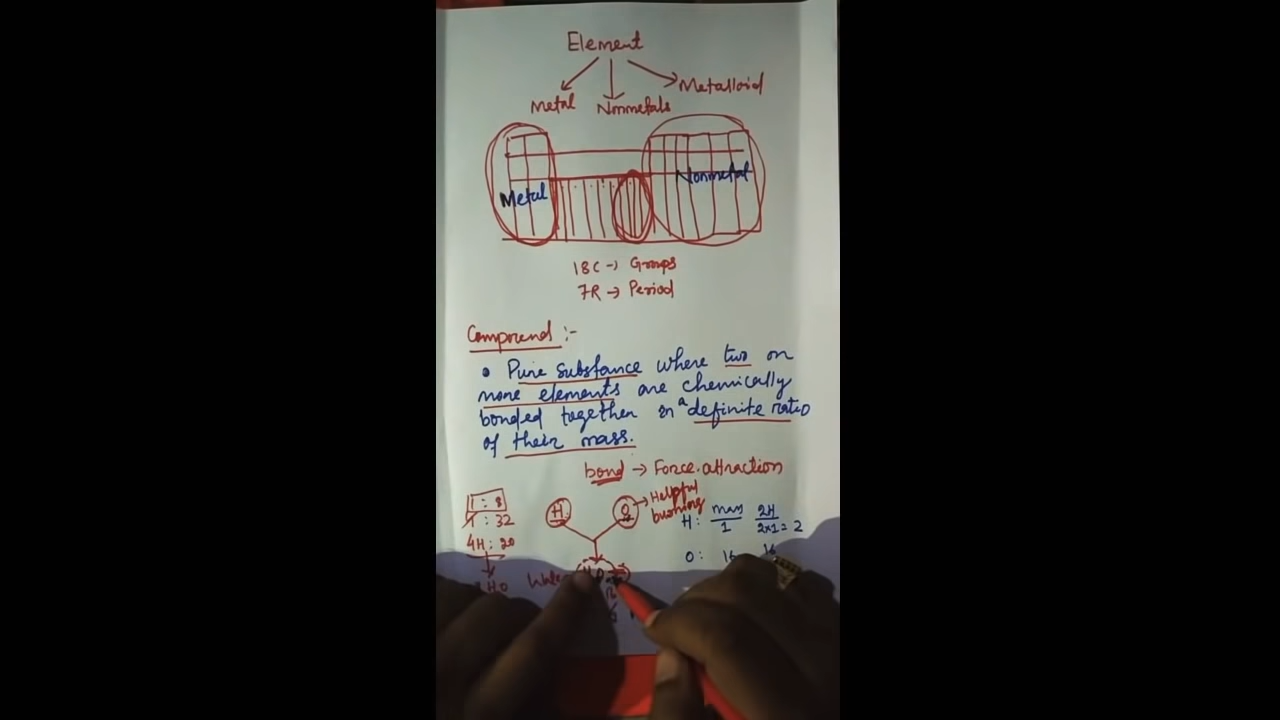 Element
Metal Nonmetals Metalloid
Metal Nonmetal
18C → Groups
7R → Period
Compound :-
• Pure substance where two or
more elements are chemically
bonded together in a definite ratio
of their mass.
bond → Force attraction
1 : 8
1 : 32
4H : 2O
H O → Helpful
burning
H: mass/1 2H/2x1 = 2
O: 16 16